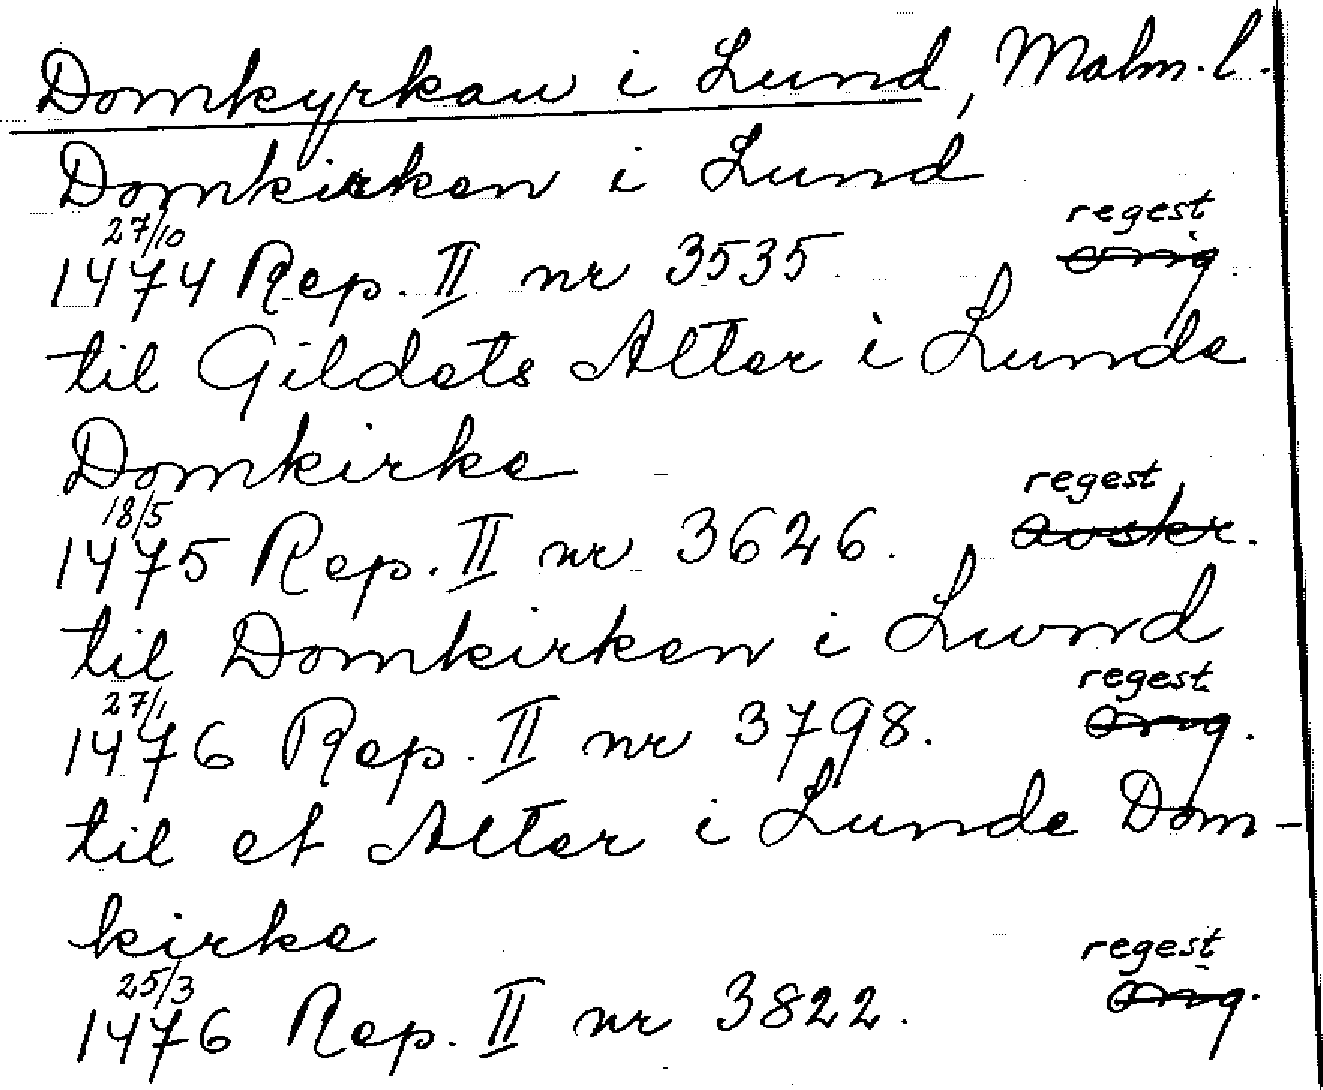 Domkyrkan i Lund, Malm. l.
Domkirken i Lund
27/10 regest
1474 Rep. II nr 3535. orig.
til Gildets Alter i Lunde
Domkirke
18/5 regest
1475 Rep. II nr 3626. avskr.
til Domkirken i Lund
27/1 regest
1476 Rep. II nr 3798. orig.
til et Alter i Lunde Dom-
kirke
25/3 regest
1476 Rep. II nr 3822. orig.